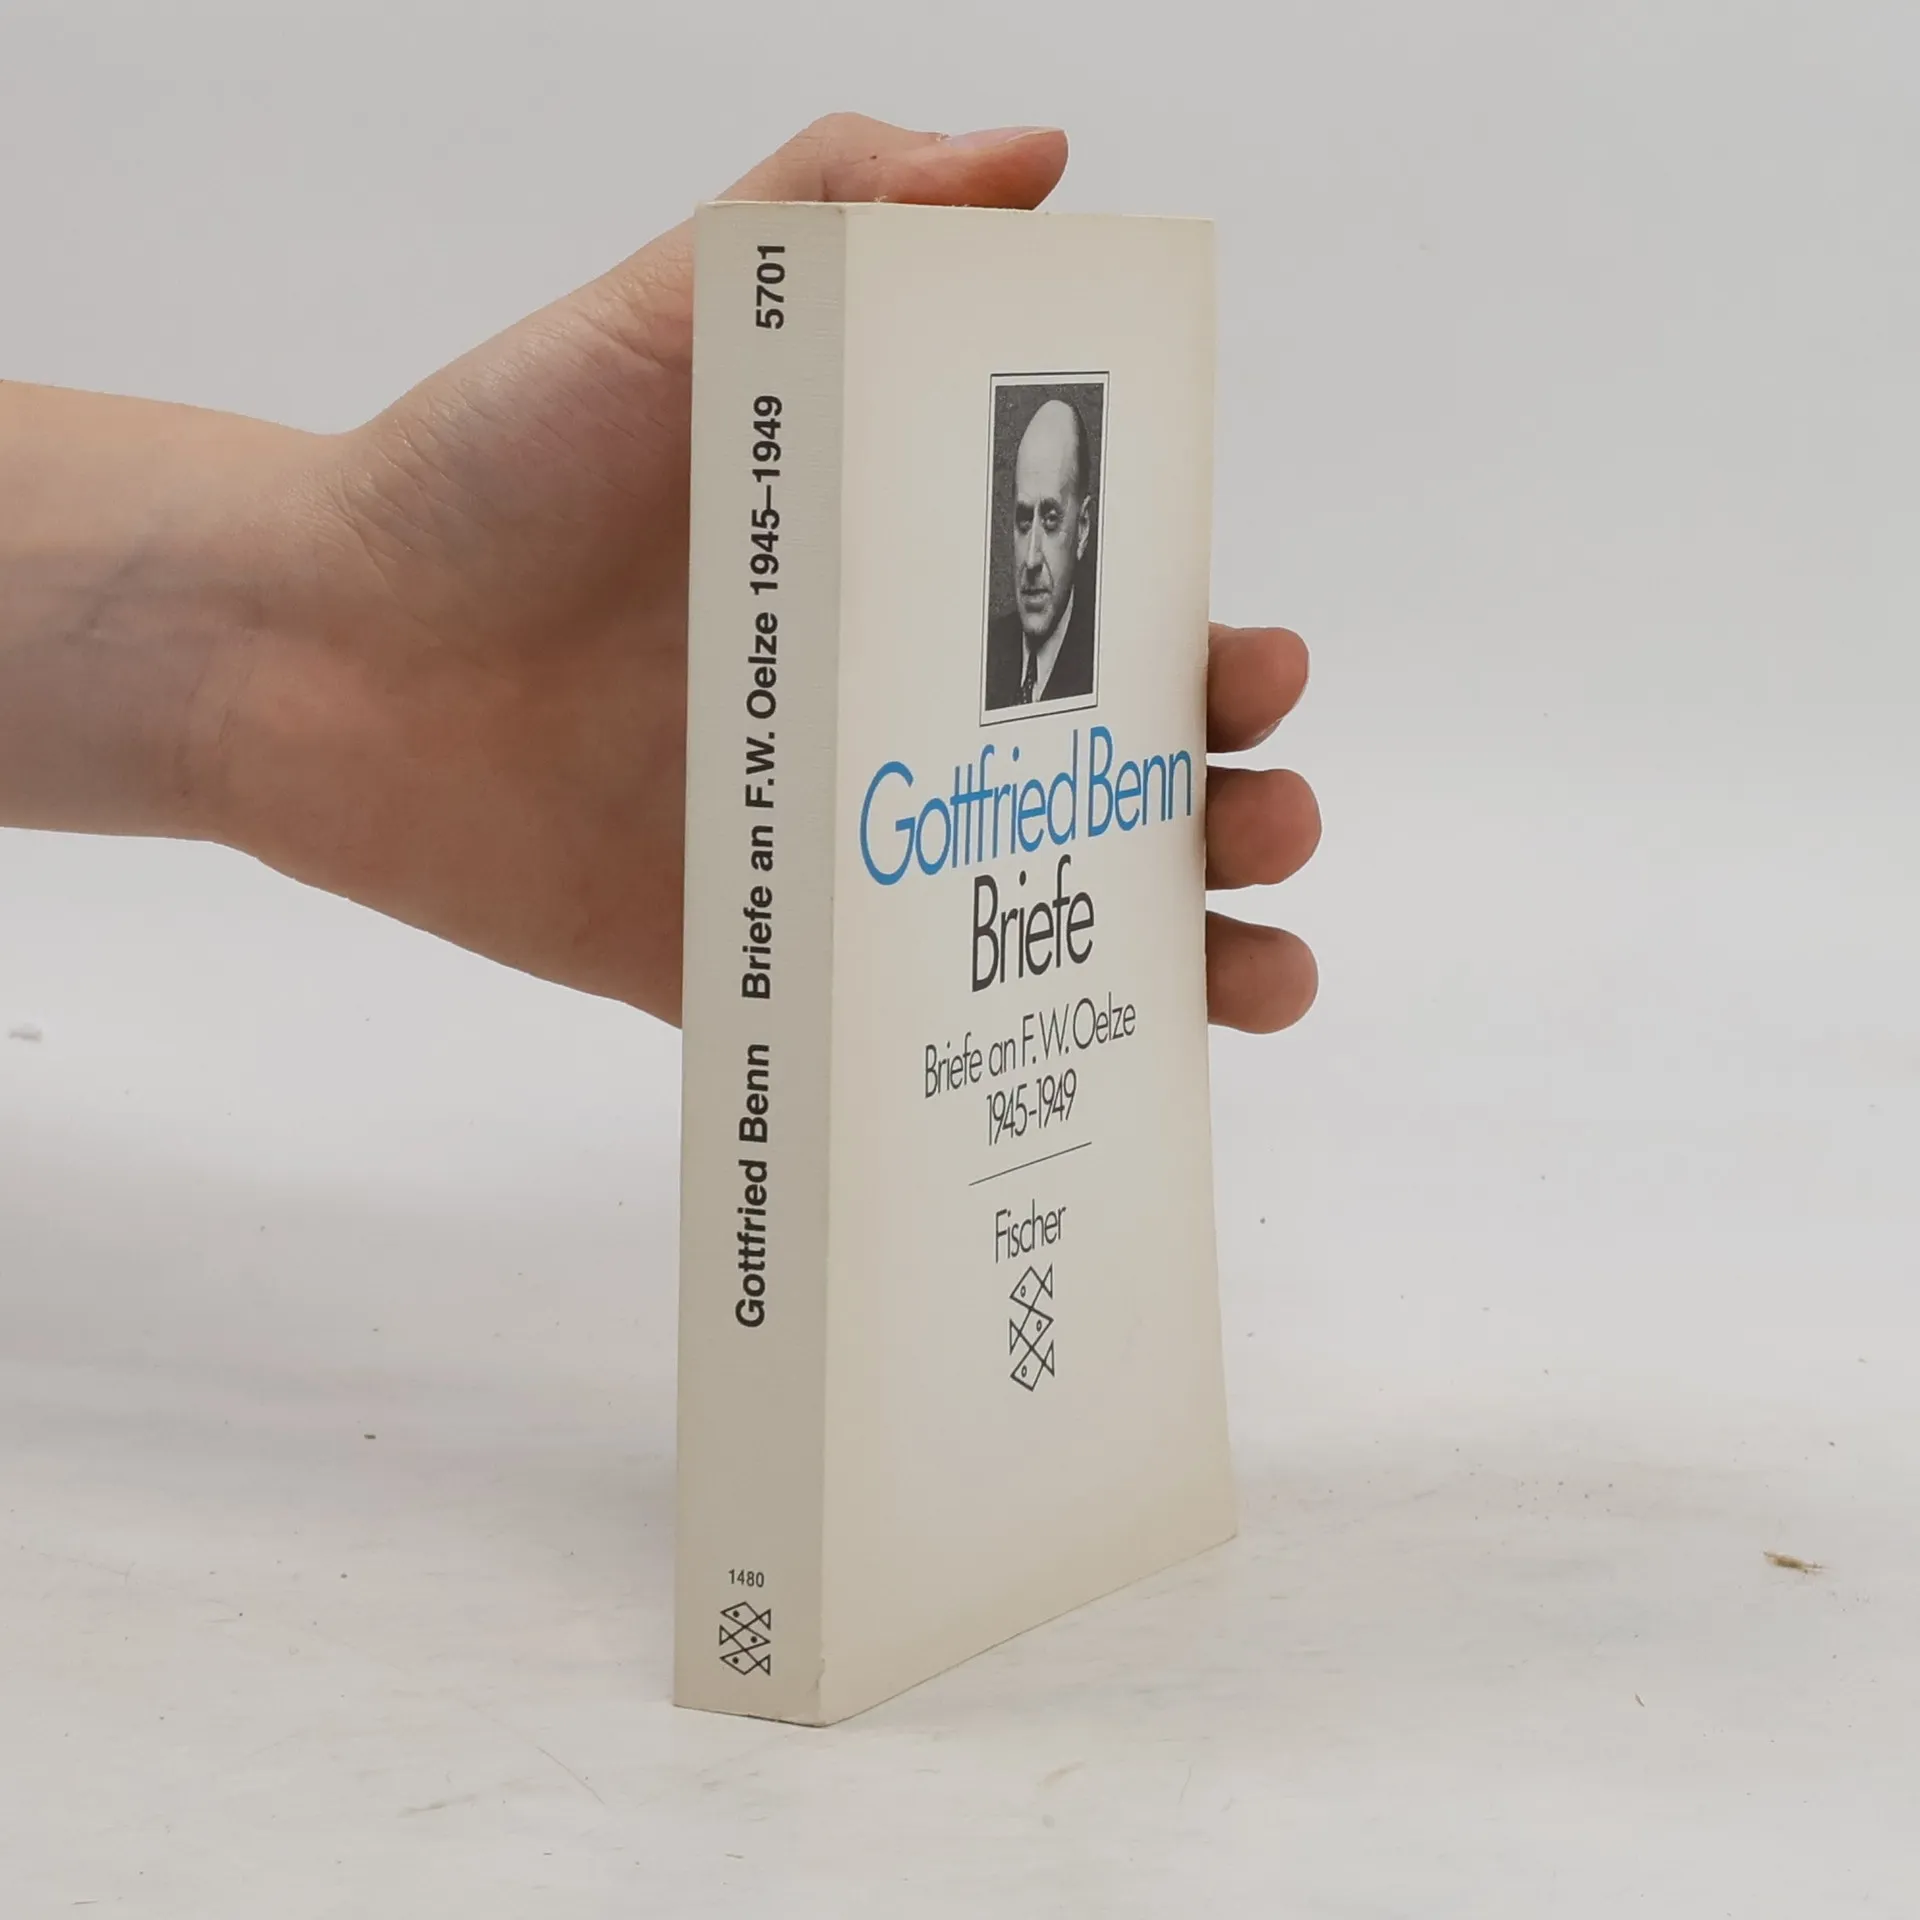 Gottfried Benn Briefe an F.W. Oelze 1945–1949 5701
1480
Gottfried Benn
Briefe
Briefe an F.W. Oelze
1945-1949
Fischer